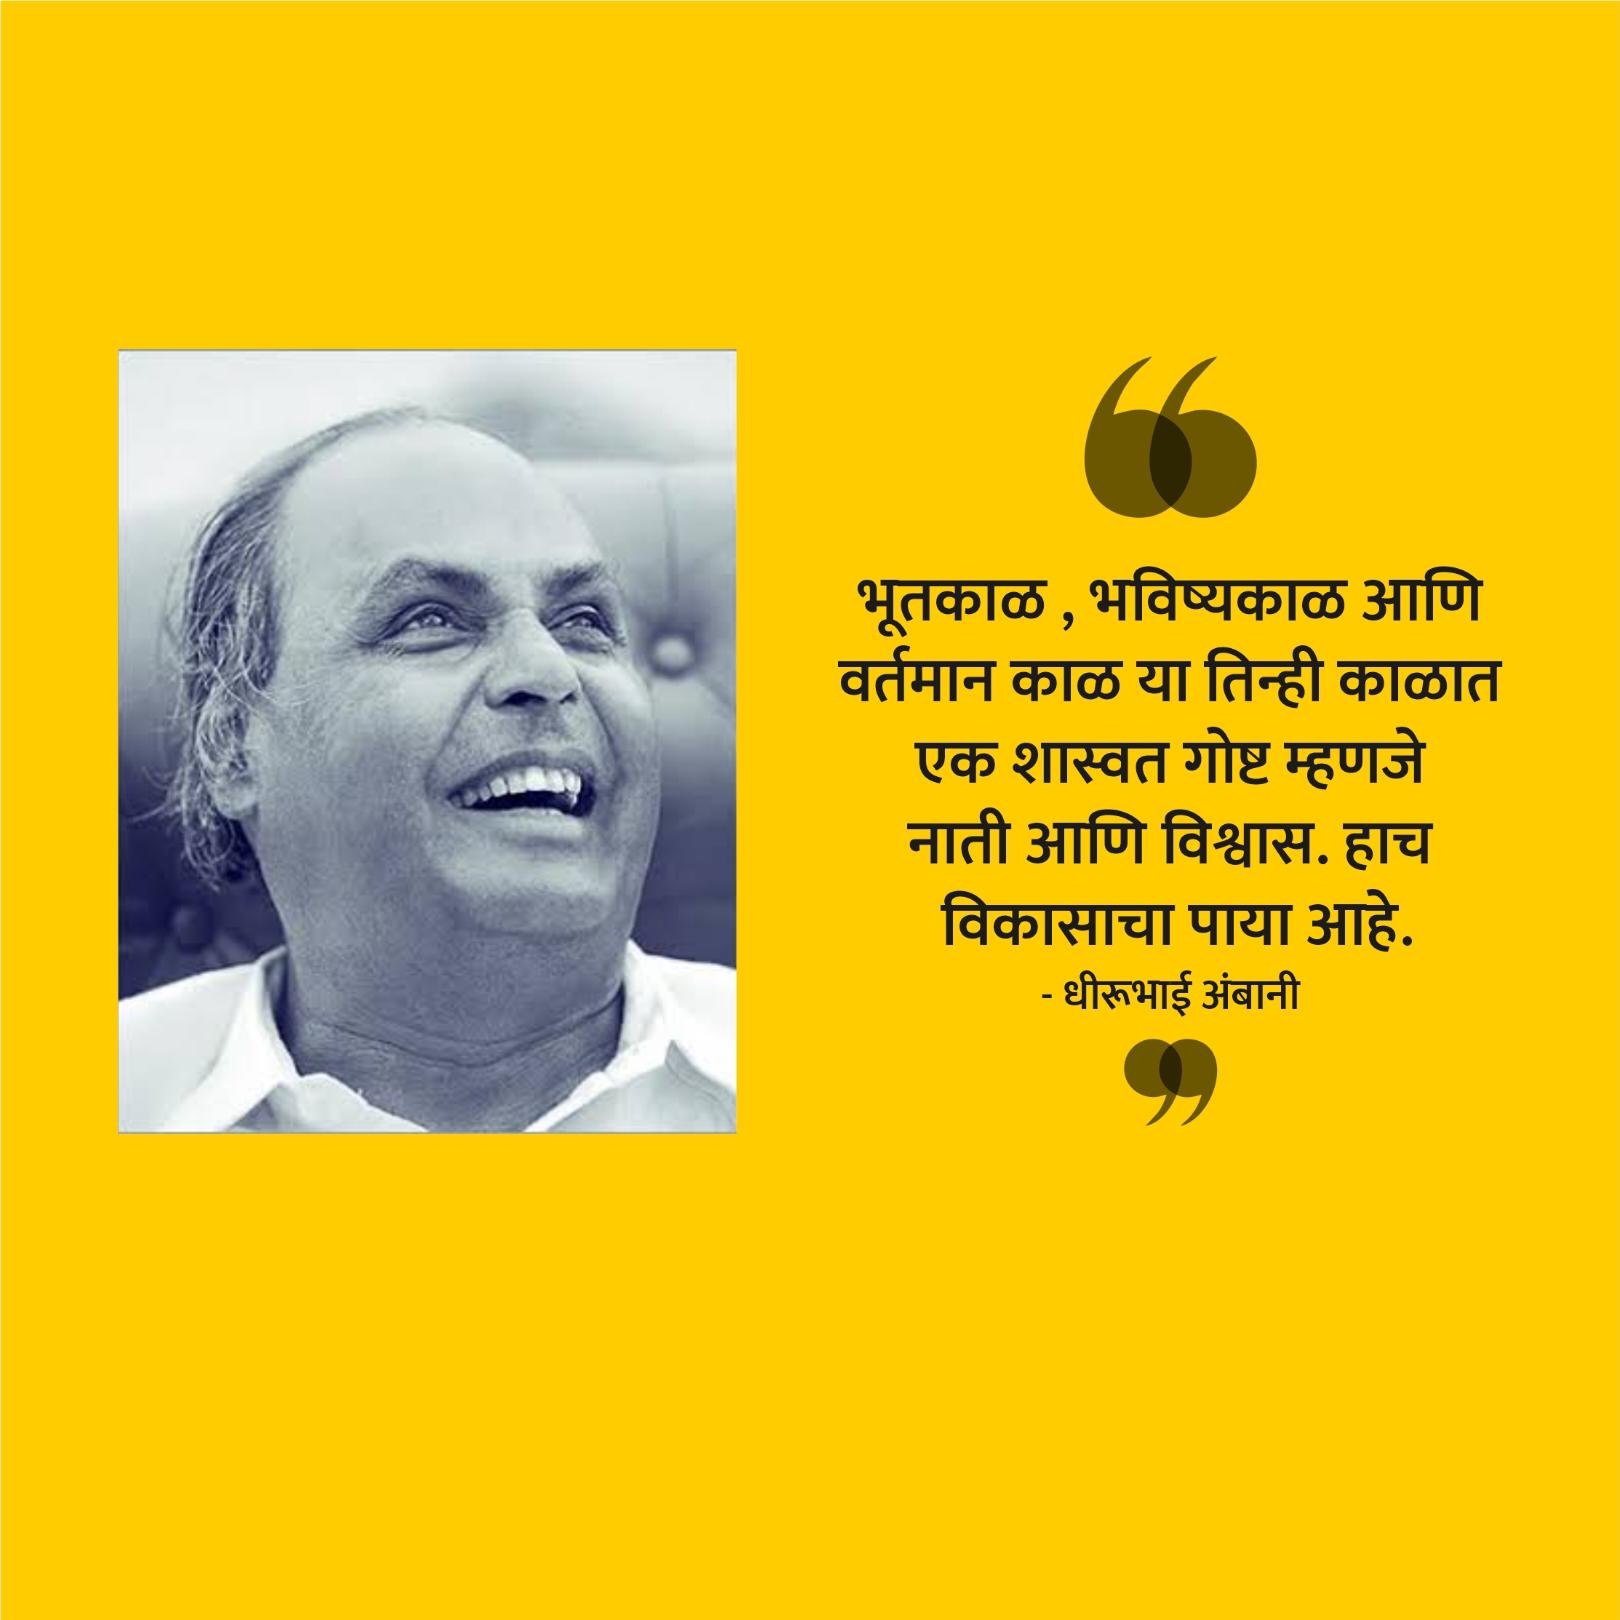 भूतकाळ , भविष्यकाळ आणि
वर्तमान काळ या तिन्ही काळात
एक शास्वत गोष्ट म्हणजे
नाती आणि विश्वास. हाच
विकासाचा पाया आहे.
- धीरूभाई अंबानी